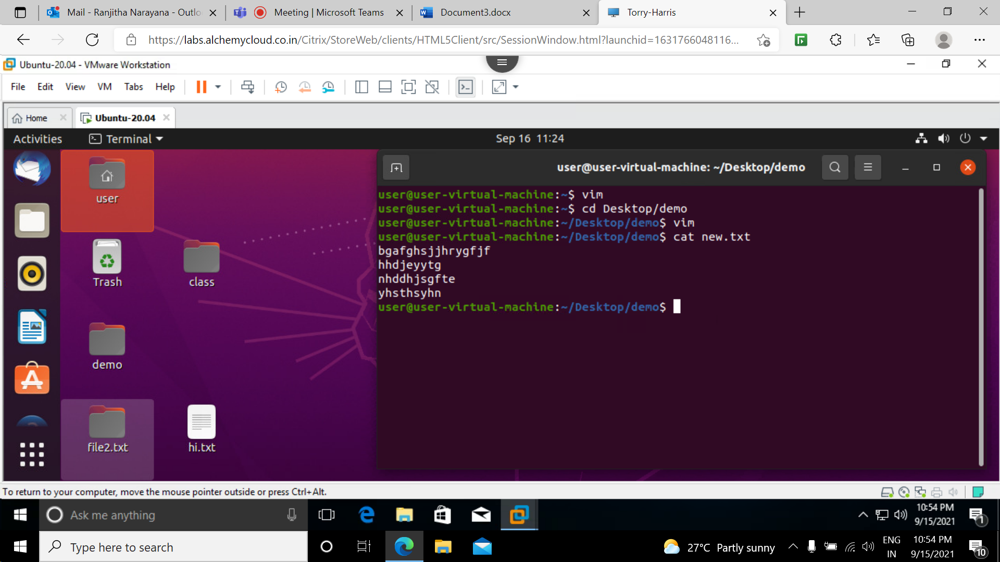 Mail - Ranjitha Narayana - Outlo
Meeting | Microsoft Teams
Document3.docx
Torry-Harris
https://labs.alchemycloud.co.in/Citrix/StoreWeb/clients/HTML5Client/src/SessionWindow.html?launchid=1631766048116...
Ubuntu-20.04 - VMware Workstation
File Edit View VM Tabs Help
Home
Ubuntu-20.04
Activities
Terminal
Sep 16 11:24
user@user-virtual-machine: ~/Desktop/demo
user@user-virtual-machine:~$ vim
user@user-virtual-machine:~$ cd Desktop/demo
user@user-virtual-machine:~/Desktop/demo$ vim
user@user-virtual-machine:~/Desktop/demo$ cat new.txt
bgafghsjjhrygfjf
hhdjeyytg
nhddhjsgfte
yhsthsyhn
user@user-virtual-machine:~/Desktop/demo$
user
Trash
class
demo
file2.txt
hi.txt
To return to your computer, move the mouse pointer outside or press Ctrl+Alt.
Ask me anything
10:54 PM
9/15/2021
1
Type here to search
27°C Partly sunny
ENG
IN
10:54 PM
9/15/2021
10